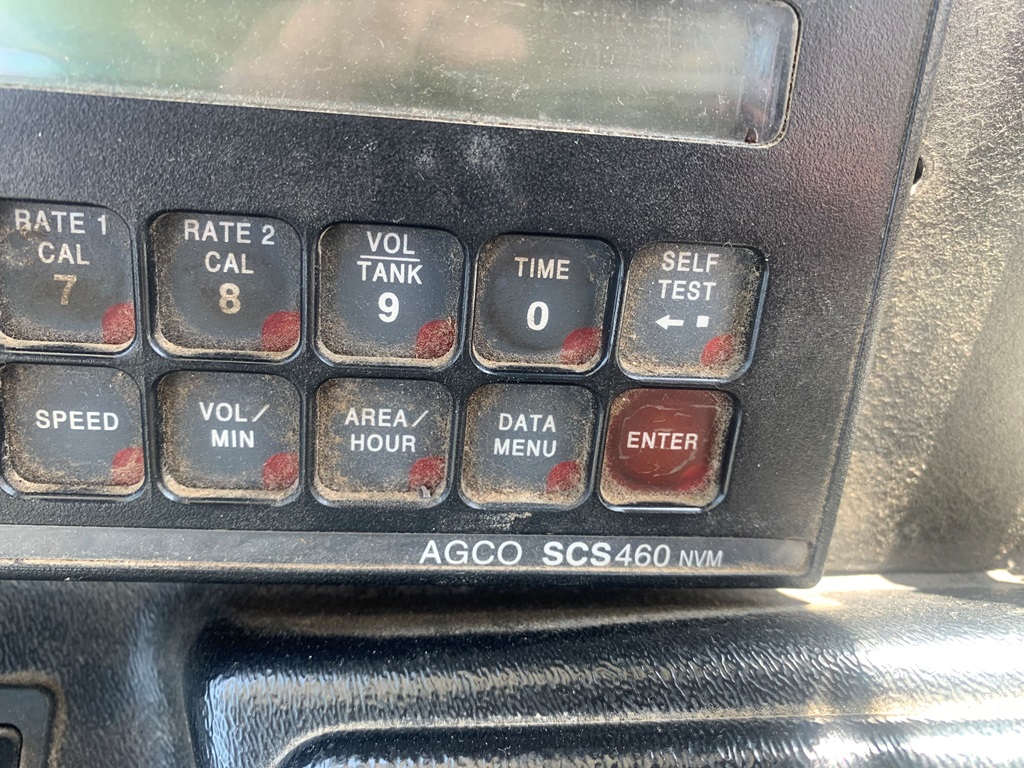 RATE 1
CAL
7
RATE 2
CAL
8
VOL
TANK
9
TIME
0
SELF
TEST
← ▪
SPEED
VOL/
MIN
AREA/
HOUR
DATA
MENU
ENTER
AGCO SCS460 NVM